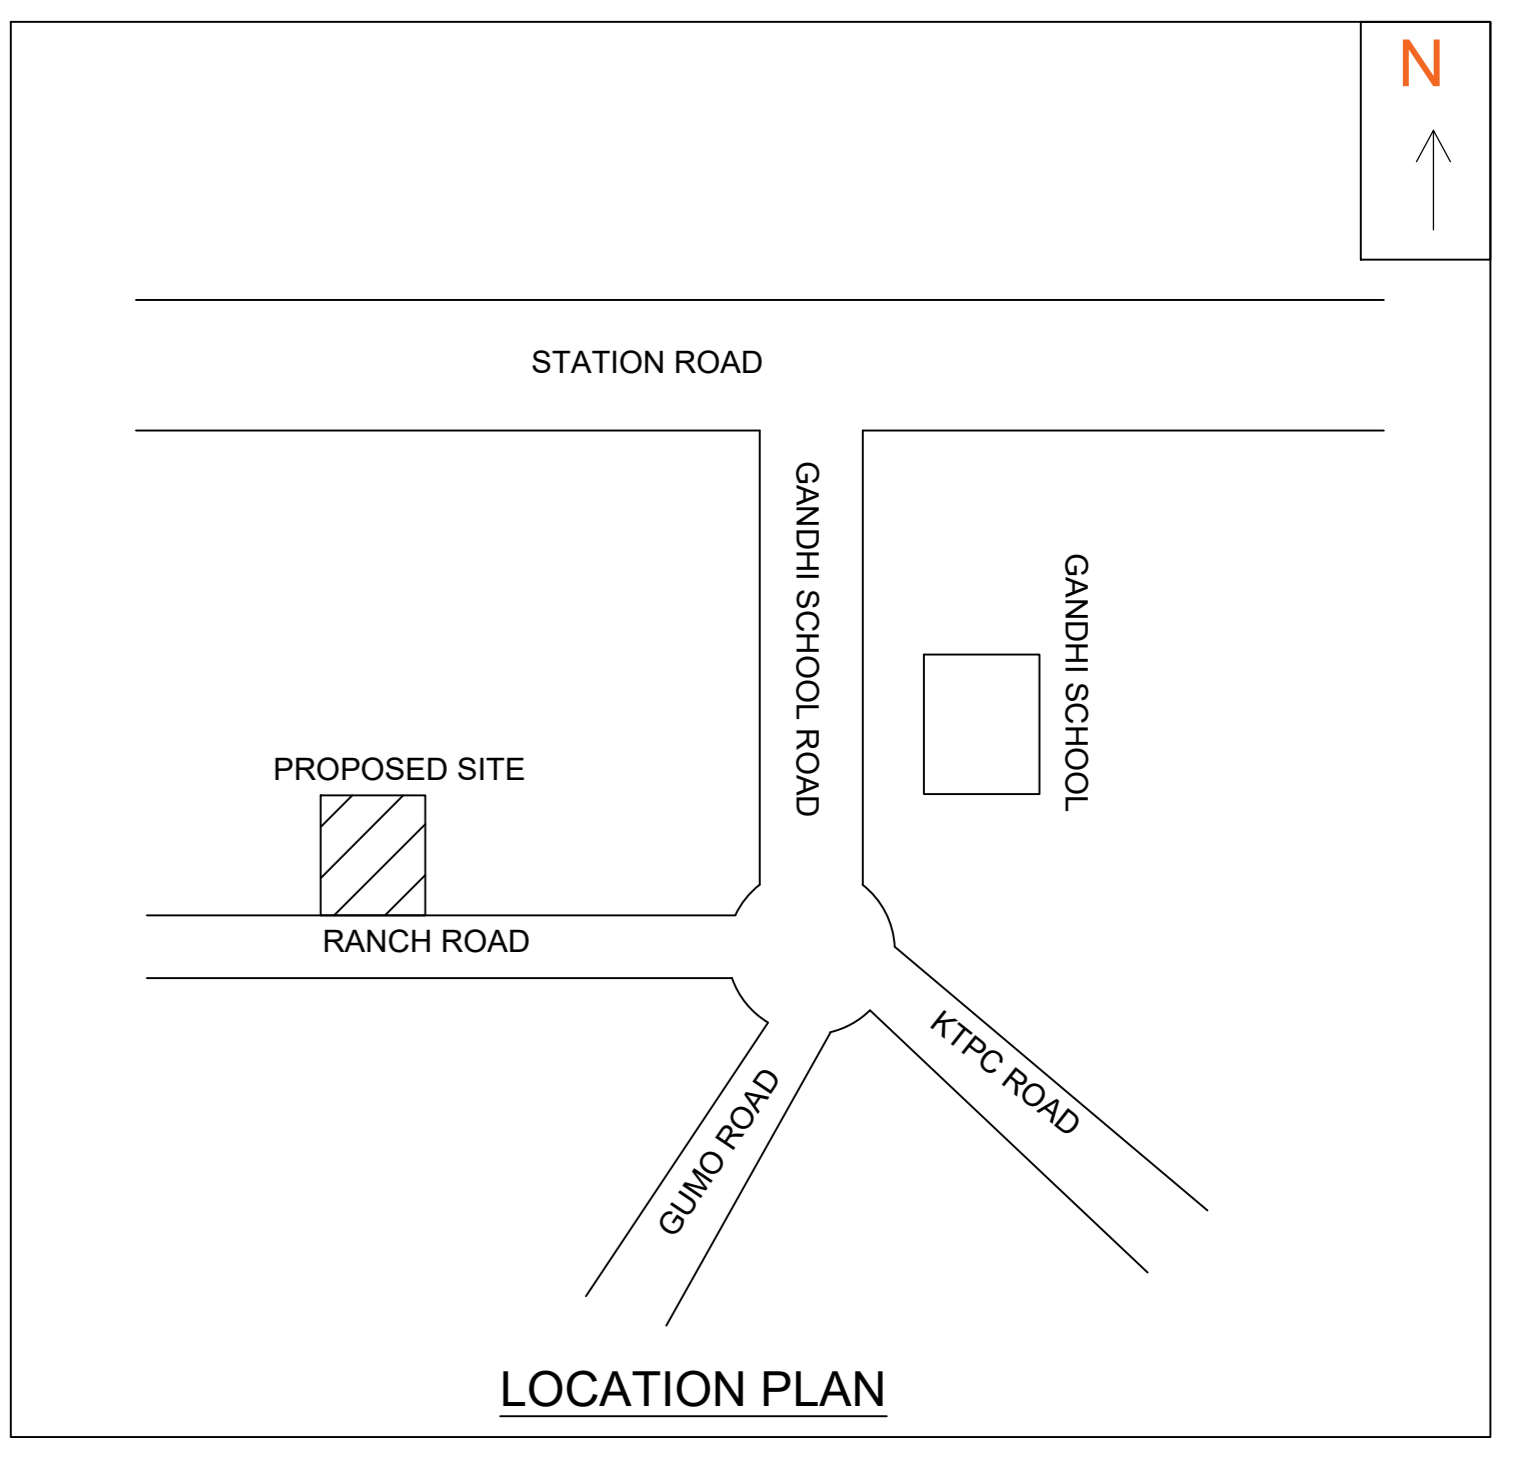 N
STATION ROAD
GANDHI SCHOOL ROAD
GANDHI SCHOOL
PROPOSED SITE
RANCH ROAD
KTPC ROAD
GUMO ROAD
LOCATION PLAN